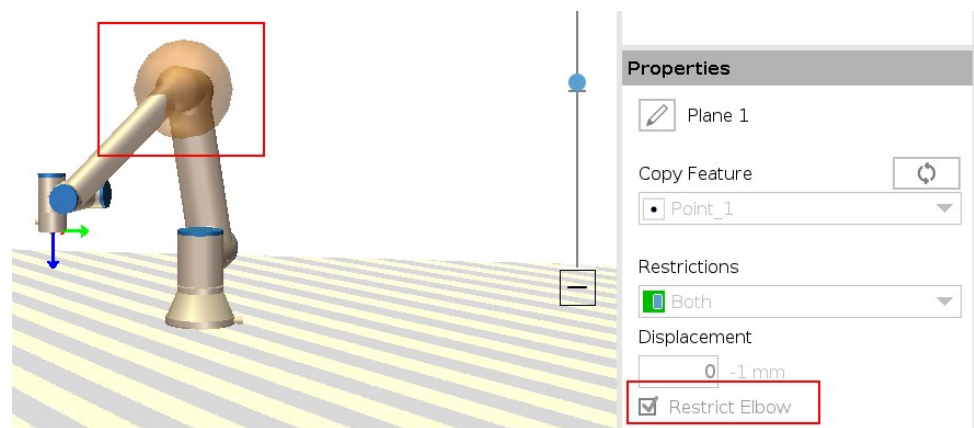 Properties
Plane 1
Copy Feature
Point_1
Restrictions
Both
Displacement
0 -1 mm
Restrict Elbow